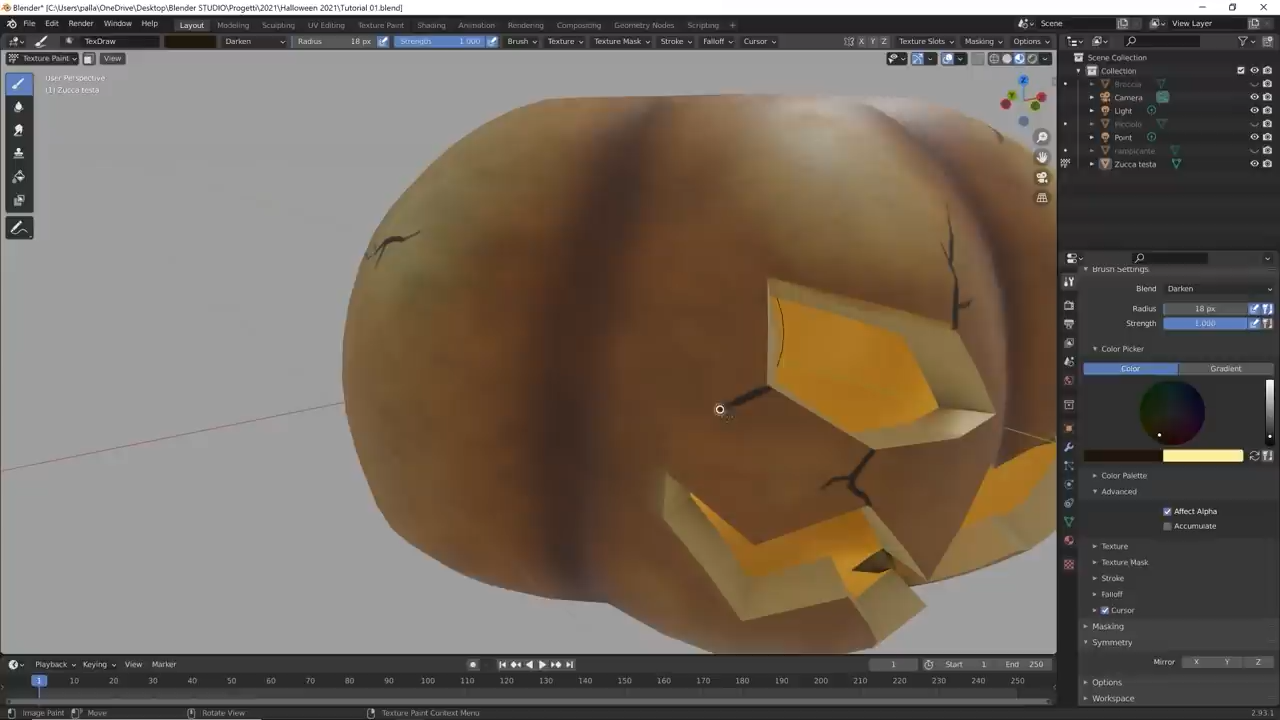 Blender* [C:\Users\palla\OneDrive\Desktop\Blender STUDIO\Progetti\2021\Halloween 2021\Tutorial 01.blend]
File Edit Render Window Help Layout Modeling Sculpting UV Editing Texture Paint Shading Animation Rendering Compositing Geometry Nodes Scripting + Scene View Layer
TexDraw Darken Radius 18 px Strength 1.000 Brush Texture Texture Mask Stroke Falloff Cursor X Y Z Texture Slots Masking Options
Texture Paint View
User Perspective
(1) Zucca testa
Scene Collection
Collection
Braccia
Camera
Light
Picciolo
Point
rampicante
Zucca testa
Brush Settings
Blend Darken
Radius 18 px
Strength 1.000
Color Picker
Color Gradient
Color Palette
Advanced
Affect Alpha
Accumulate
Texture
Texture Mask
Stroke
Falloff
Cursor
Masking
Symmetry
Mirror X Y Z
Options
Workspace
Playback Keying View Marker 1 Start 1 End 250
1 10 20 30 40 50 60 70 80 90 100 110 120 130 140 150 160 170 180 190 200 210 220 230 240 250
Image Paint Move Rotate View Texture Paint Context Menu 2.93.1